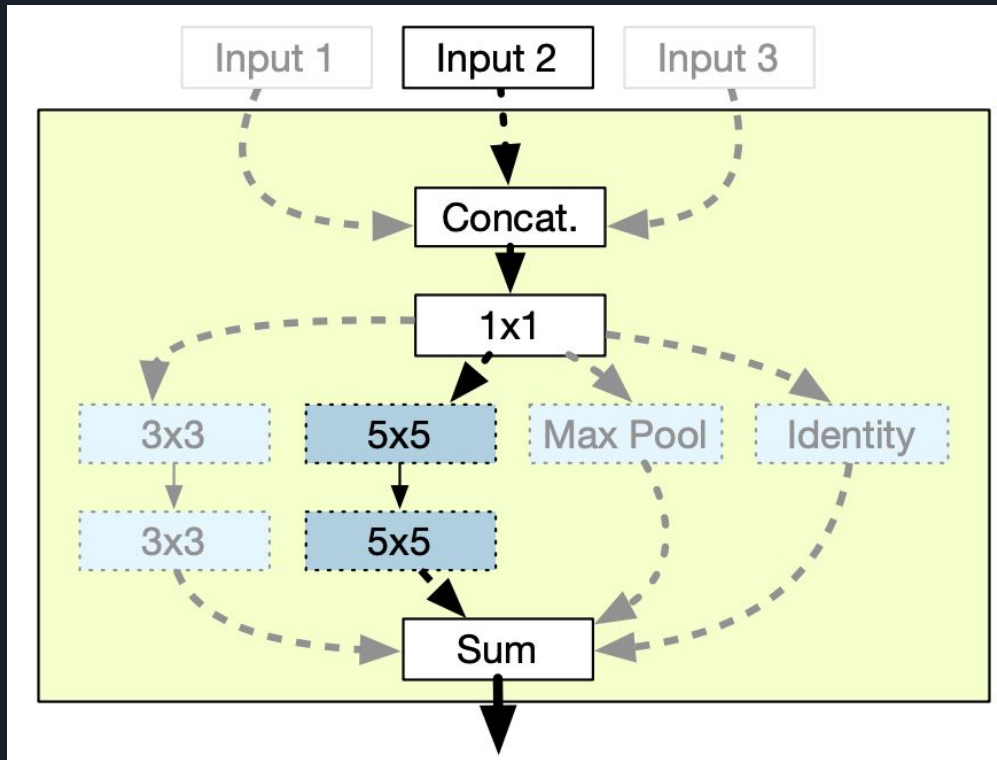 Input 1
Input 2
Input 3
Concat.
1x1
3x3
5x5
Max Pool
Identity
3x3
5x5
Sum